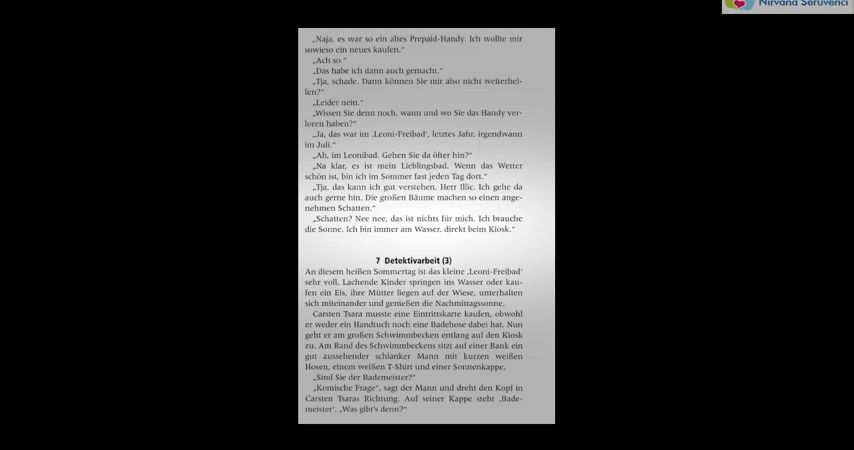 Nirvana Serüvenci
„Naja, es war so ein altes Prepaid-Handy. Ich wollte mir
sowieso ein neues kaufen.“
„Ach so.“
„Das habe ich dann auch gemacht.“
„Tja, schade. Dann können Sie mir also nicht weiterhel-
fen?“
„Leider nein.“
„Wissen Sie denn noch, wann und wo Sie das Handy ver-
loren haben?“
„Ja, das war im ‚Leoni-Freibad‘, letztes Jahr, irgendwann
im Juli.“
„Ah, im Leonibad. Gehen Sie da öfter hin?“
„Na klar, es ist mein Lieblingsbad. Wenn das Wetter
schön ist, bin ich im Sommer fast jeden Tag dort.“
„Tja, das kann ich gut verstehen, Herr Illic. Ich gehe da
auch gerne hin. Die großen Bäume machen so einen ange-
nehmen Schatten.“
„Schatten? Nee nee, das ist nichts für mich. Ich brauche
die Sonne. Ich bin immer am Wasser, direkt beim Kiosk.“
7 Detektivarbeit (3)
An diesem heißen Sommertag ist das kleine ‚Leoni-Freibad‘
sehr voll. Lachende Kinder springen ins Wasser oder kau-
fen ein Eis, ihre Mütter liegen auf der Wiese, unterhalten
sich miteinander und genießen die Nachmittagssonne.
Carsten Tsara musste eine Eintrittskarte kaufen, obwohl
er weder ein Handtuch noch eine Badehose dabei hat. Nun
geht er am großen Schwimmbecken entlang auf den Kiosk
zu. Am Rand des Schwimmbeckens sitzt auf einer Bank ein
gut aussehender schlanker Mann mit kurzen weißen
Hosen, einem weißen T-Shirt und einer Sonnenkappe.
„Sind Sie der Bademeister?“
„Komische Frage“, sagt der Mann und dreht den Kopf in
Carsten Tsaras Richtung. Auf seiner Kappe steht ‚Bade-
meister‘. „Was gibt’s denn?“